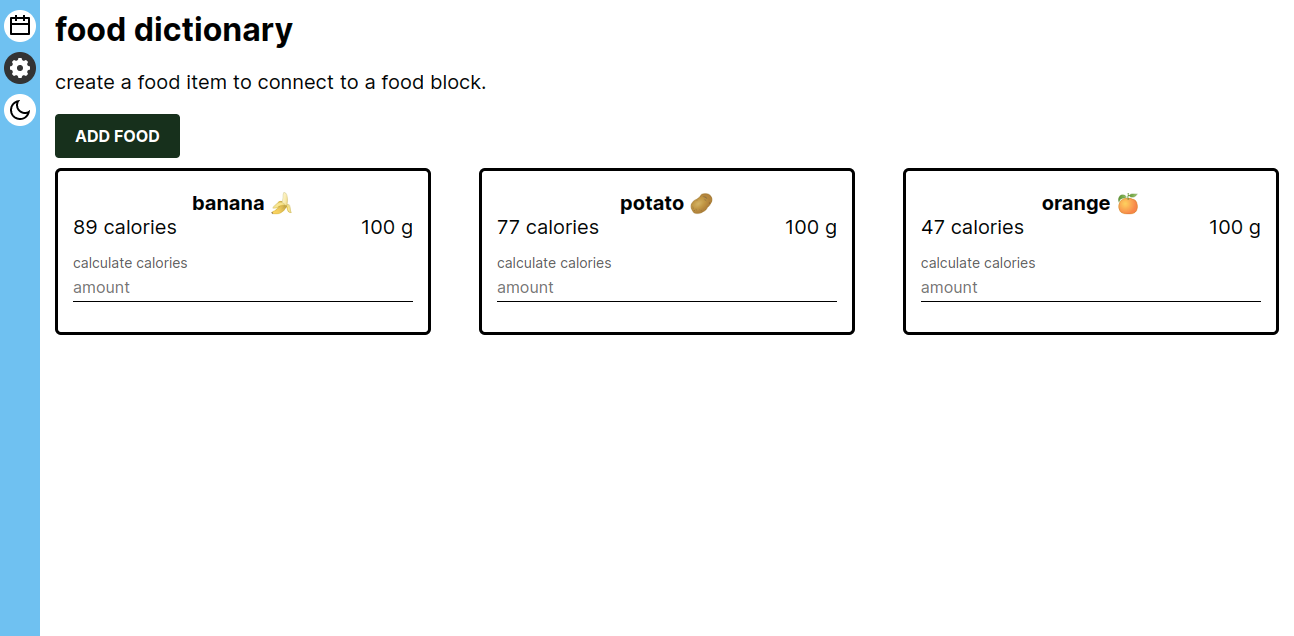 food dictionary
create a food item to connect to a food block.
ADD FOOD
banana 🍌
89 calories 100 g
calculate calories
amount
potato 🥔
77 calories 100 g
calculate calories
amount
orange 🍊
47 calories 100 g
calculate calories
amount